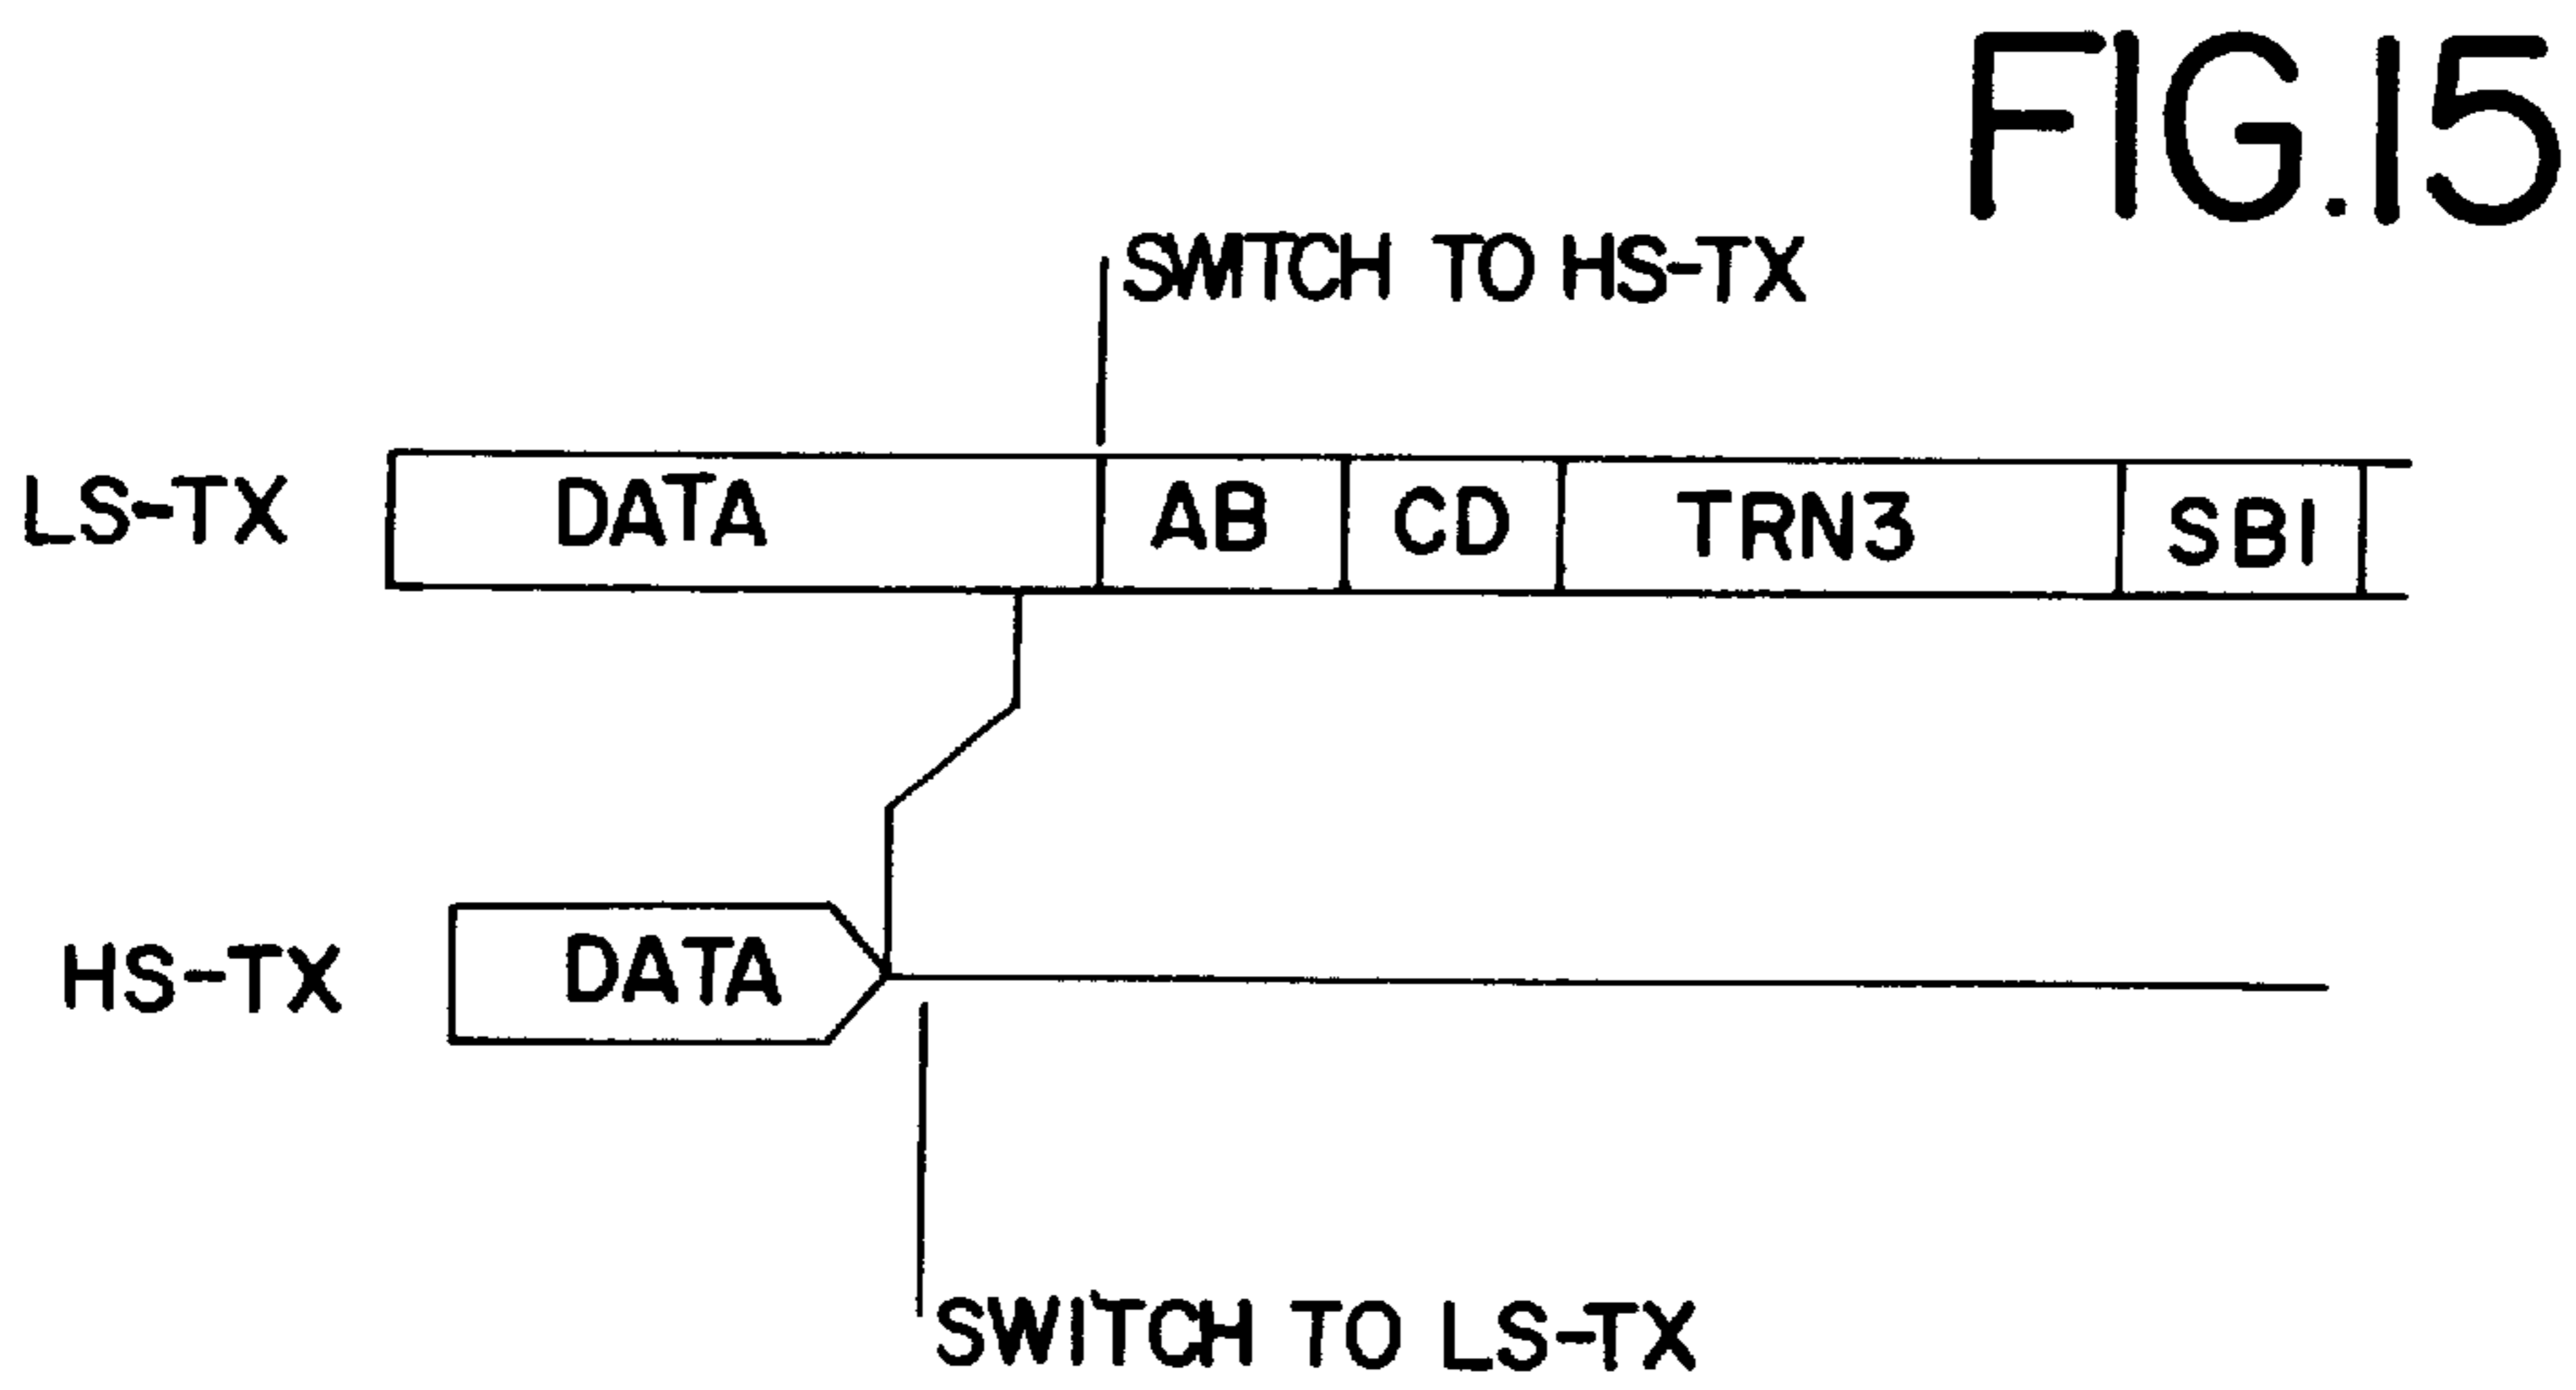 FIG.15
SWITCH TO HS-TX
LS-TX DATA AB CD TRN3 SB1
HS-TX DATA
SWITCH TO LS-TX